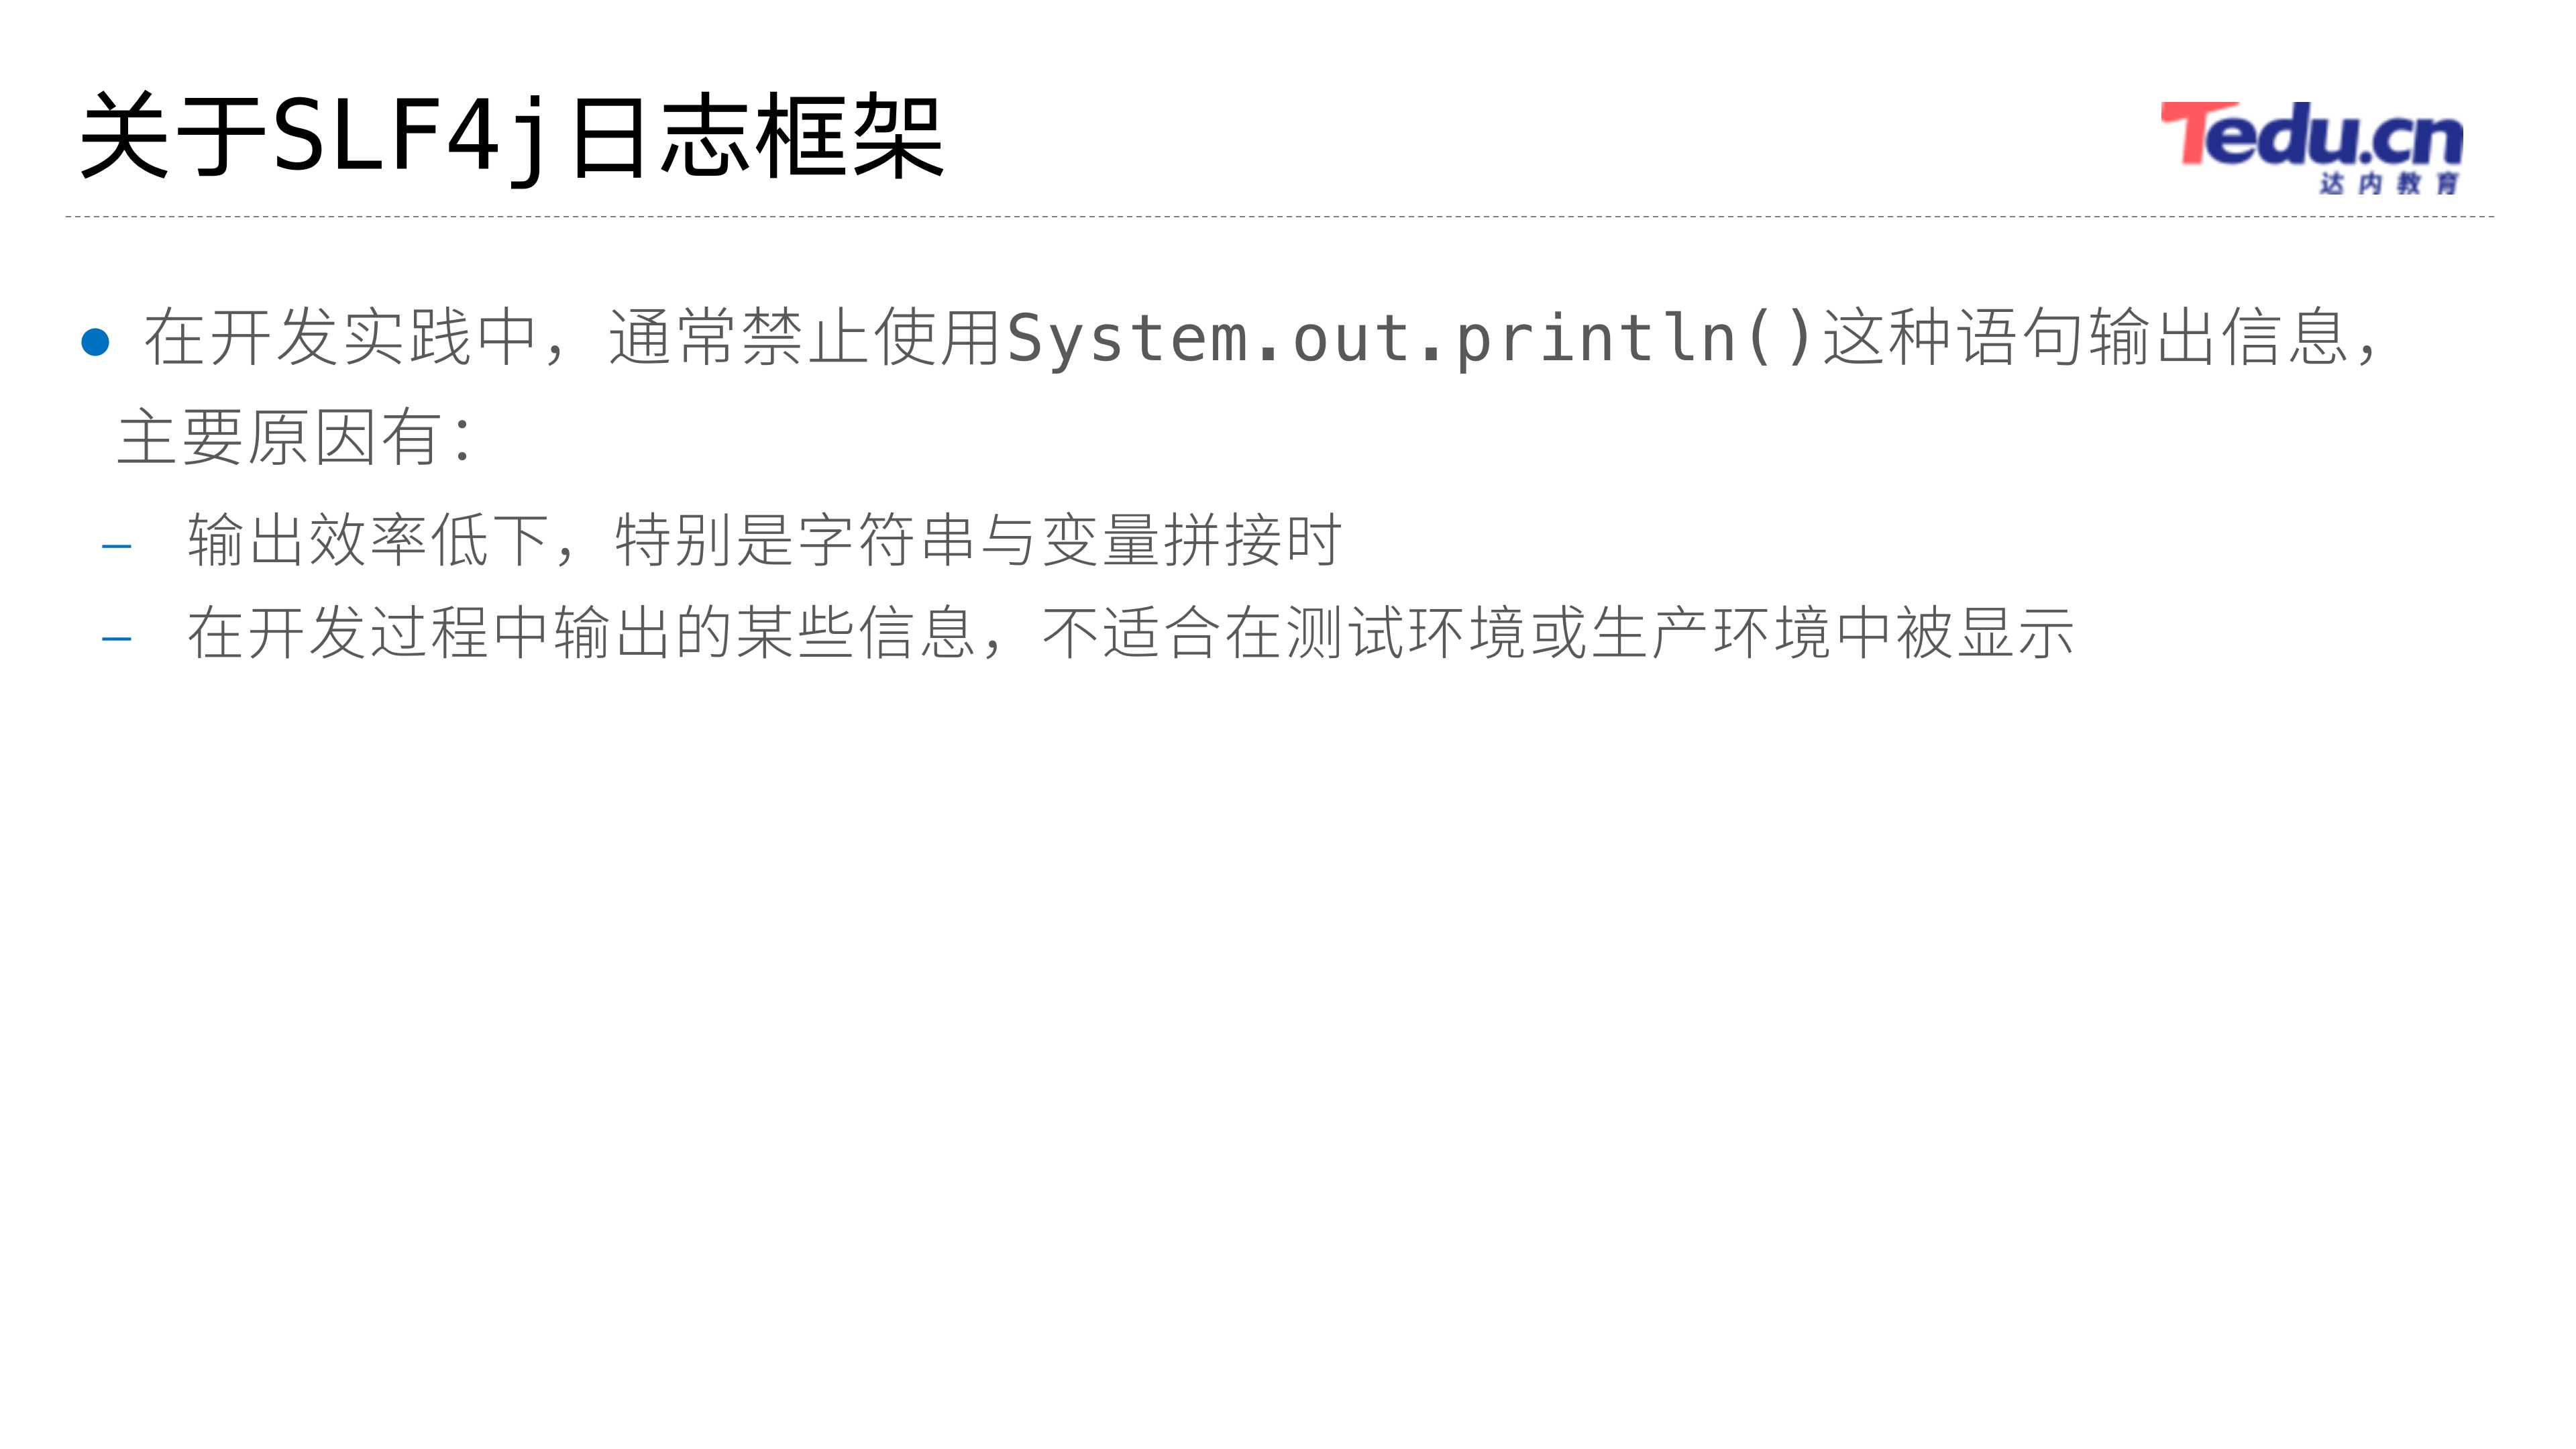 关于SLF4j日志框架
Tedu.cn
达内教育
● 在开发实践中，通常禁止使用System.out.println()这种语句输出信息，
主要原因有：
– 输出效率低下，特别是字符串与变量拼接时
– 在开发过程中输出的某些信息，不适合在测试环境或生产环境中被显示